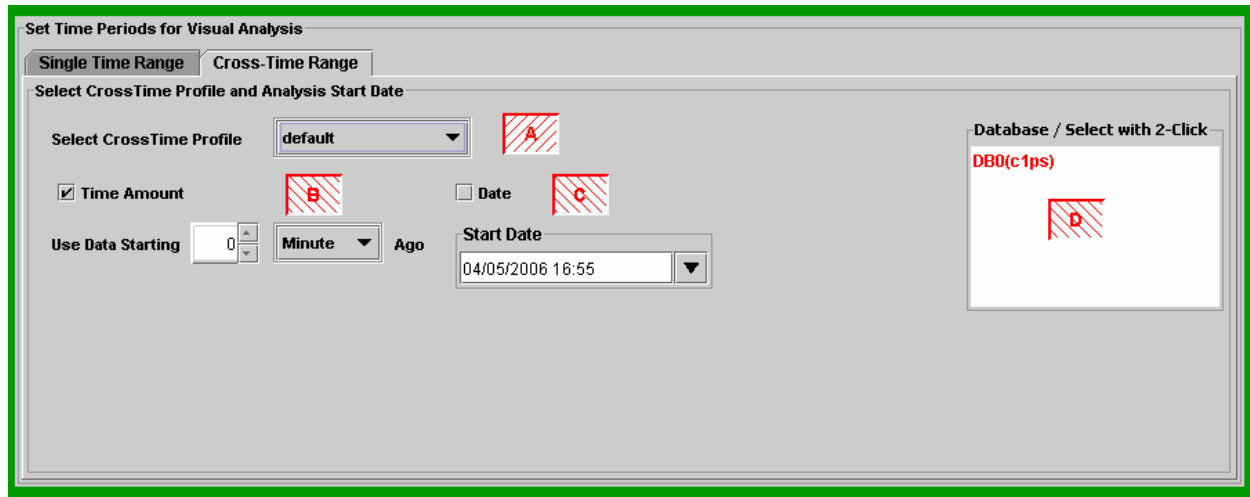 Set Time Periods for Visual Analysis
Single Time Range Cross-Time Range
Select CrossTime Profile and Analysis Start Date
Select CrossTime Profile default A
Database / Select with 2-Click
DB0(c1ps)
Time Amount B Date C
D
Use Data Starting 0 Minute Ago
Start Date
04/05/2006 16:55